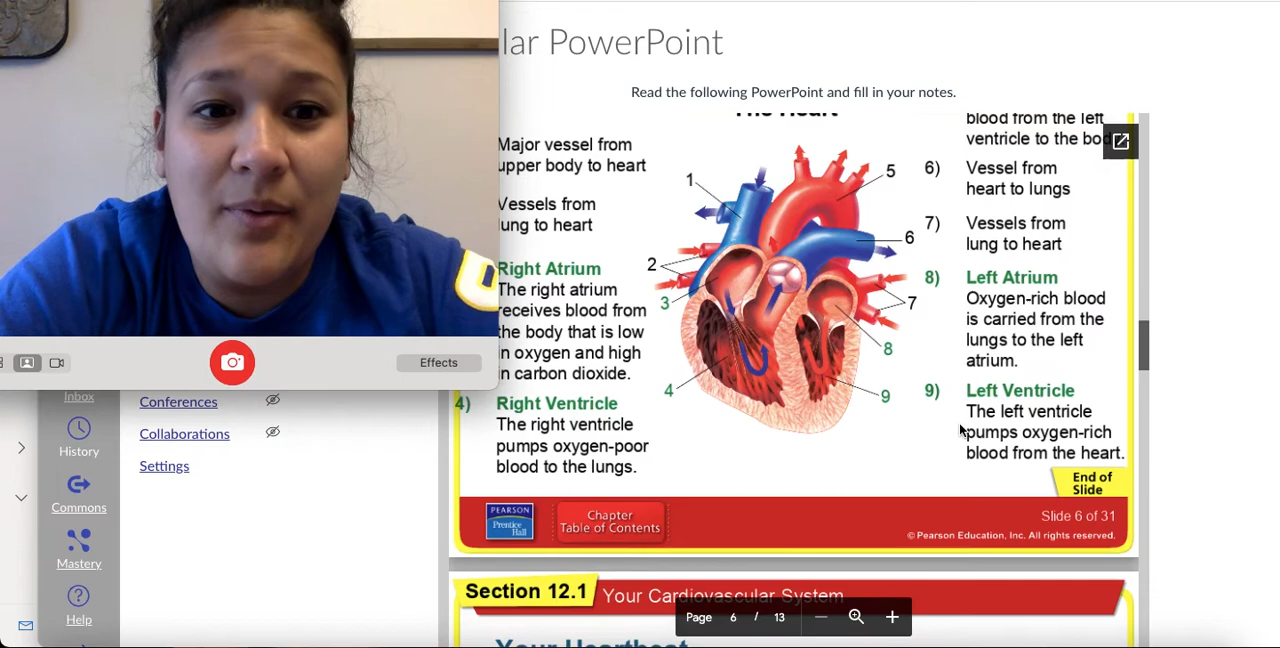 lar PowerPoint
Read the following PowerPoint and fill in your notes.
The Heart
Major vessel from
upper body to heart
Vessels from
lung to heart
Right Atrium
The right atrium
receives blood from
the body that is low
in oxygen and high
in carbon dioxide.
4) Right Ventricle
The right ventricle
pumps oxygen-poor
blood to the lungs.
1
2
3
4
5
6
7
8
9
blood from the left
ventricle to the bod
6) Vessel from
heart to lungs
7) Vessels from
lung to heart
8) Left Atrium
Oxygen-rich blood
is carried from the
lungs to the left
atrium.
9) Left Ventricle
The left ventricle
pumps oxygen-rich
blood from the heart.
End of
Slide
PEARSON
Prentice
Hall
Chapter
Table of Contents
Slide 6 of 31
© Pearson Education, Inc. All rights reserved.
Section 12.1 Your Cardiovascular System
Your Heartbeat
Page 6 / 13
Effects
Inbox
History
Commons
Mastery
Help
Conferences
Collaborations
Settings